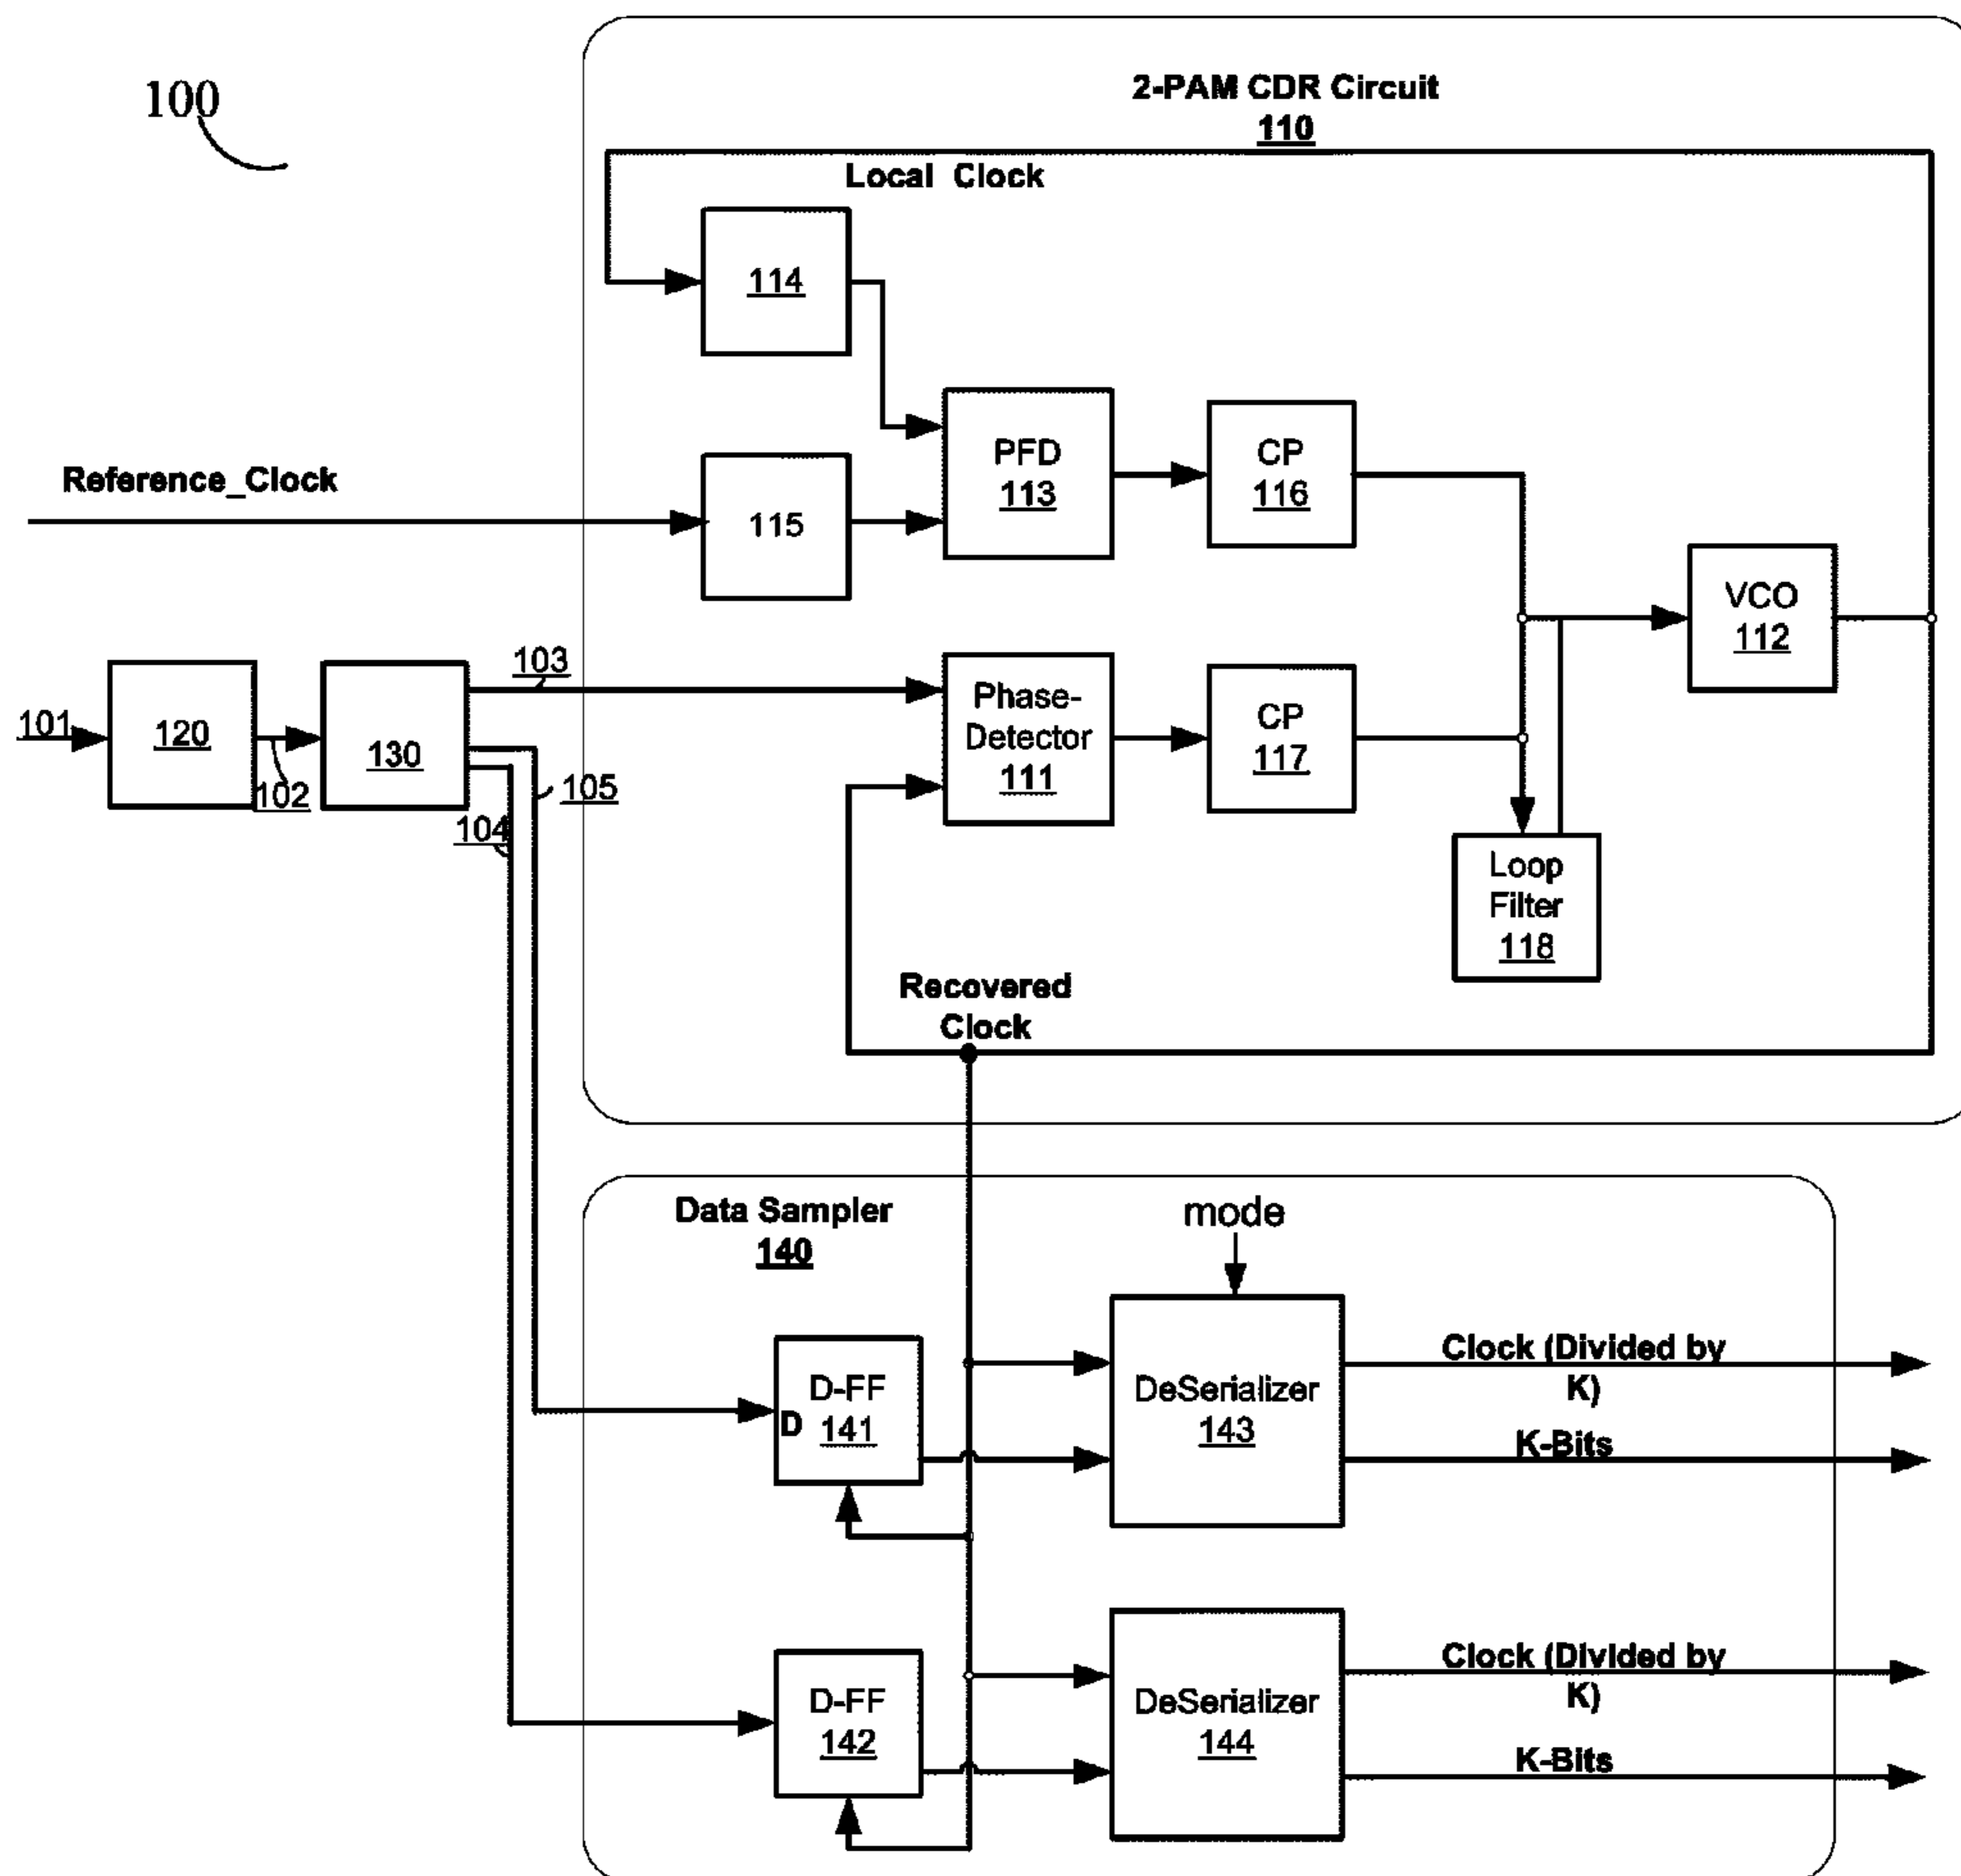 100
2-PAM CDR Circuit
110
Local Clock
114
Reference_Clock
115
PFD
113
CP
116
VCO
112
101
120
102
130
103
104
105
Phase-
Detector
111
CP
117
Loop
Filter
118
Recovered
Clock
Data Sampler
140
mode
D-FF
D 141
DeSerializer
143
Clock (Divided by
K)
K-Bits
D-FF
142
DeSerializer
144
Clock (Divided by
K)
K-Bits